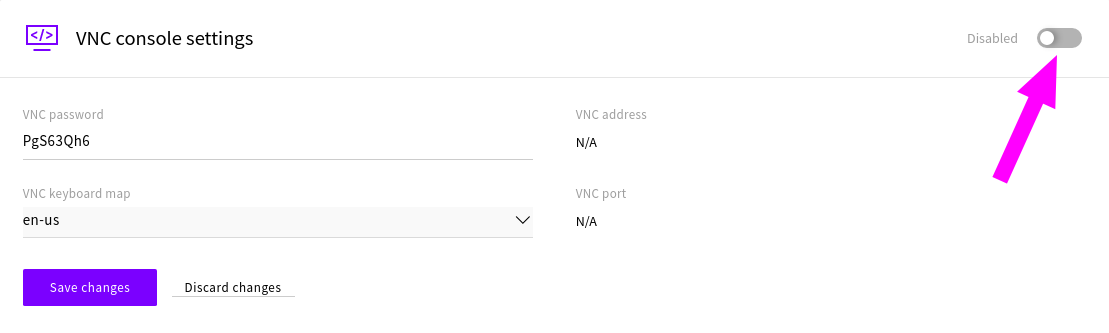 VNC console settings
Disabled
VNC password
PgS63Qh6
VNC address
N/A
VNC keyboard map
en-us
VNC port
N/A
Save changes
Discard changes